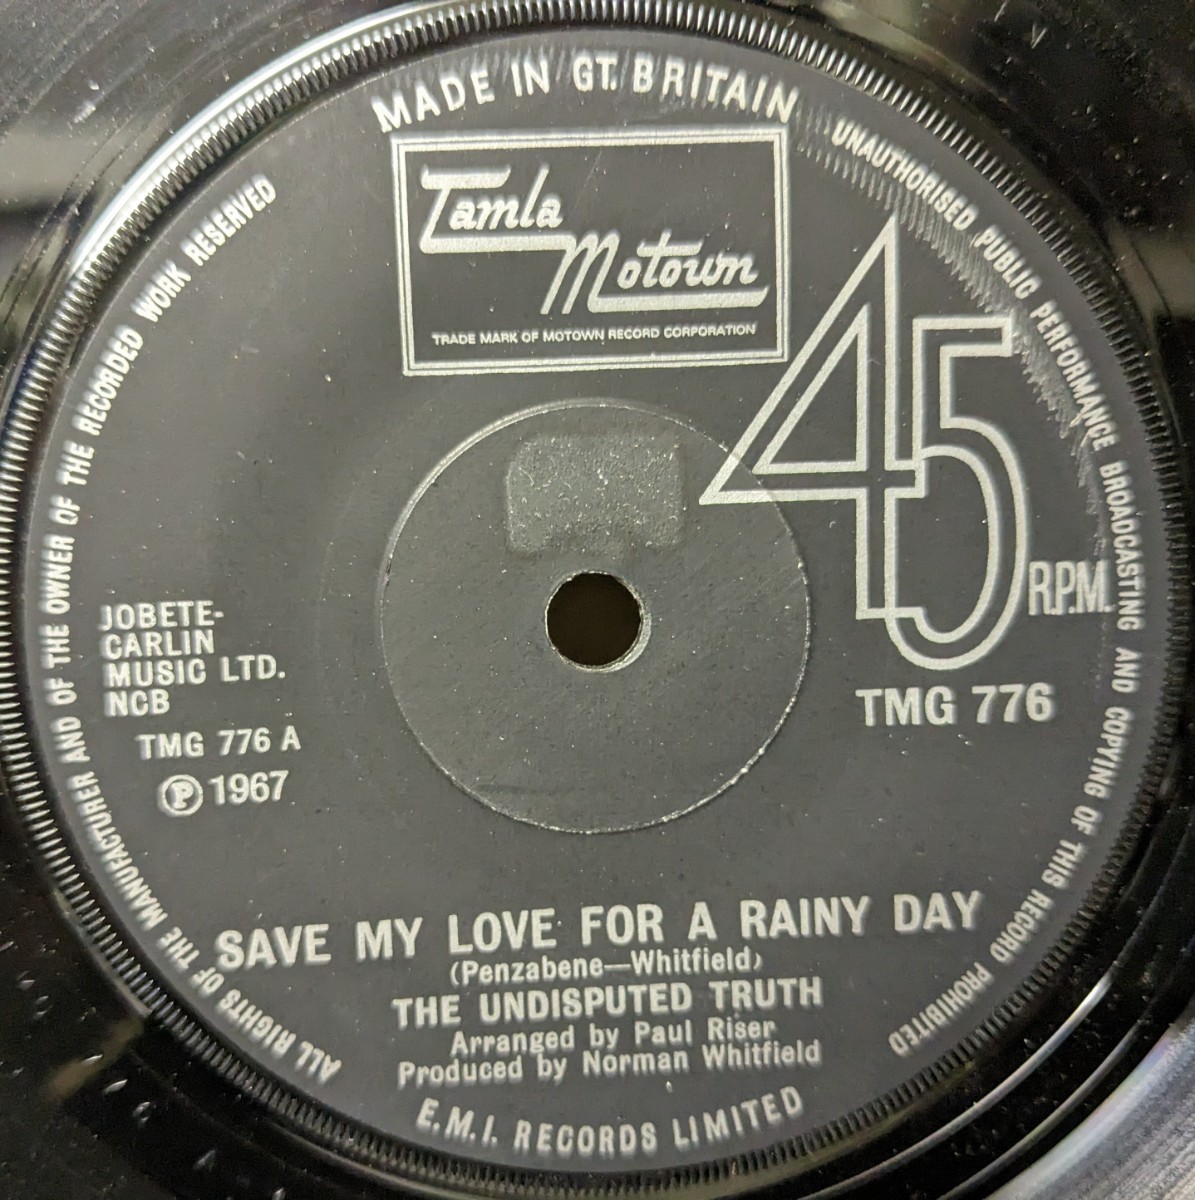 MADE IN GT. BRITAIN
Tamla
Motown
TRADE MARK OF MOTOWN RECORD CORPORATION
45
R.P.M.
TMG 776
JOBETE-
CARLIN
MUSIC LTD.
NCB
TMG 776 A
Ⓟ 1967
SAVE MY LOVE FOR A RAINY DAY
(Penzabene—Whitfield)
THE UNDISPUTED TRUTH
Arranged by Paul Riser
Produced by Norman Whitfield
E.M.I. RECORDS LIMITED
ALL RIGHTS OF THE MANUFACTURER AND OF THE OWNER OF THE RECORDED WORK RESERVED
UNAUTHORISED PUBLIC PERFORMANCE BROADCASTING AND COPYING OF THIS RECORD PROHIBITED